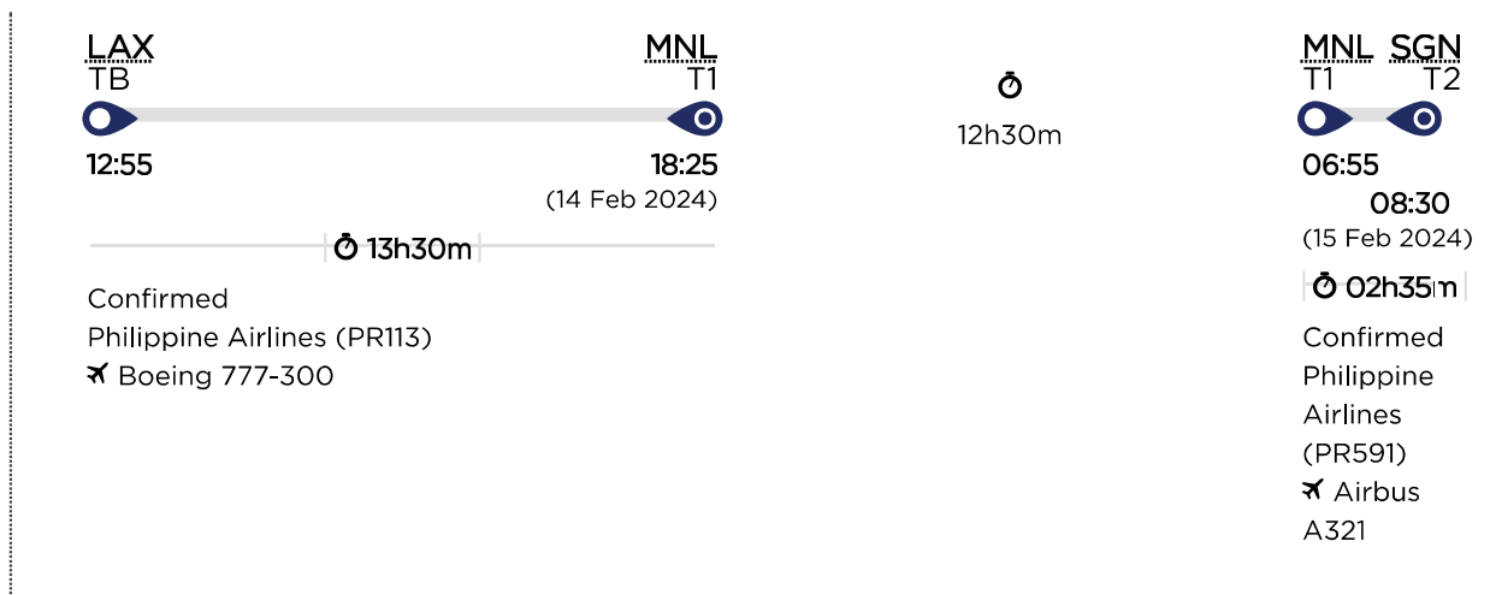 LAX
TB
MNL
T1
12:55
18:25
(14 Feb 2024)
13h30m
Confirmed
Philippine Airlines (PR113)
Boeing 777-300
12h30m
MNL SGN
T1 T2
06:55
08:30
(15 Feb 2024)
02h35m
Confirmed
Philippine
Airlines
(PR591)
Airbus
A321